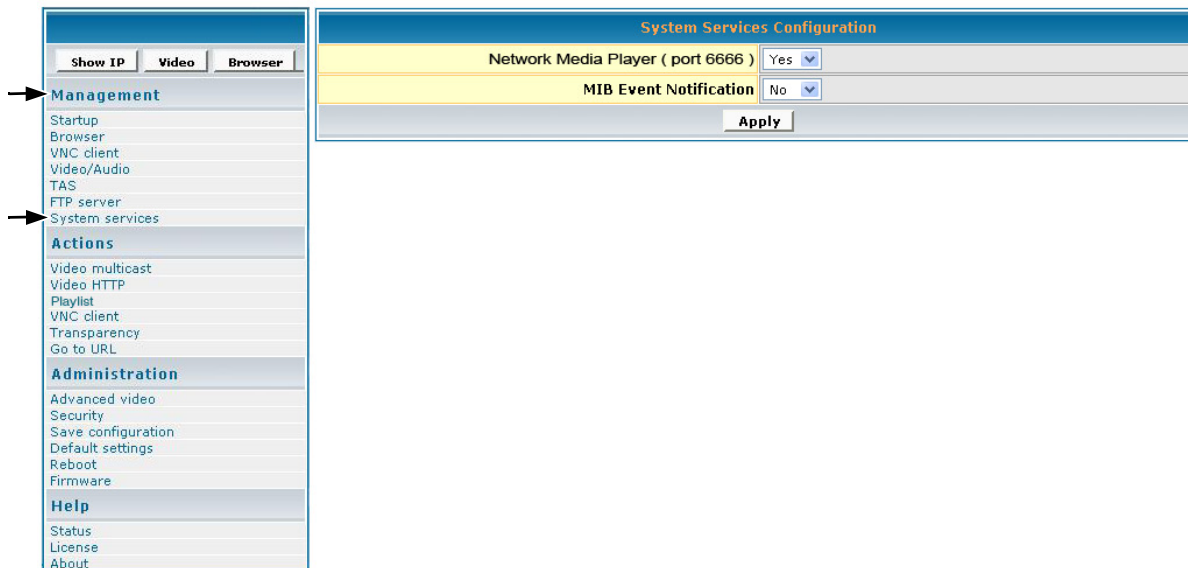 Show IP Video Browser
Management
Startup
Browser
VNC client
Video/Audio
TAS
FTP server
System services
Actions
Video multicast
Video HTTP
Playlist
VNC client
Transparency
Go to URL
Administration
Advanced video
Security
Save configuration
Default settings
Reboot
Firmware
Help
Status
License
About
System Services Configuration
Network Media Player ( port 6666 ) Yes
MIB Event Notification No
Apply